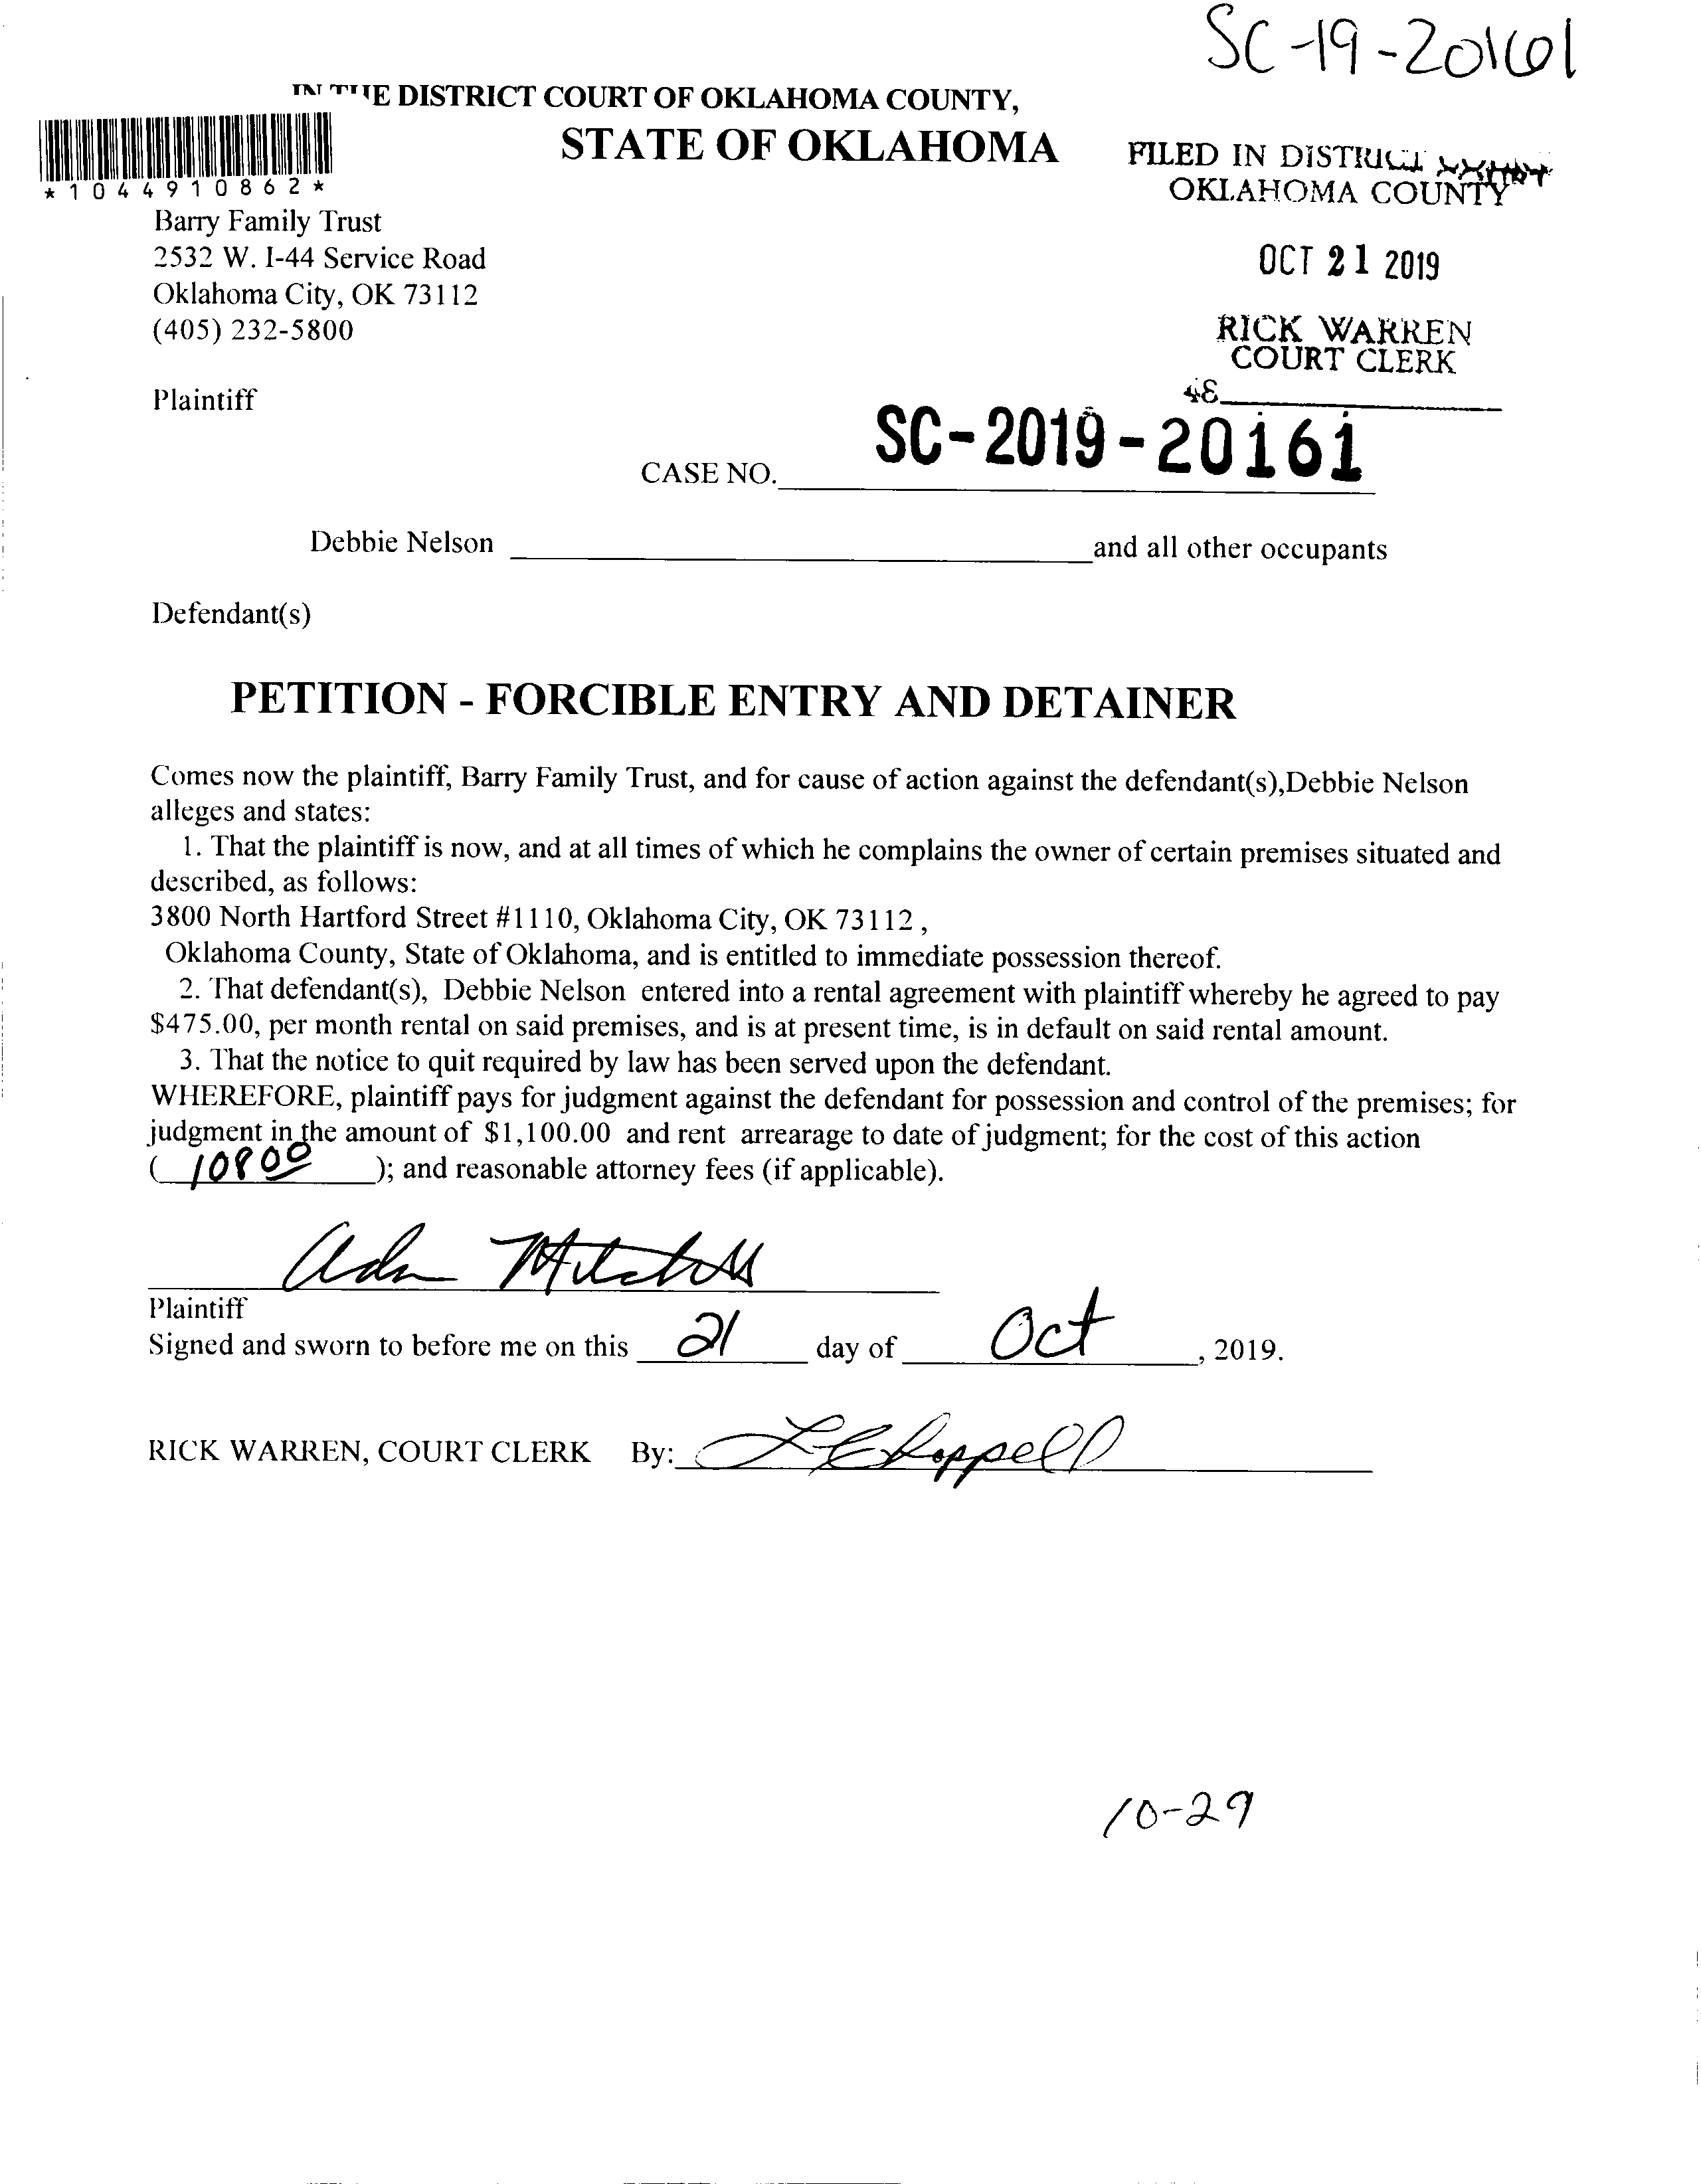 SC-19-20161
IN THE DISTRICT COURT OF OKLAHOMA COUNTY,
STATE OF OKLAHOMA
FILED IN DISTRICT COURT
OKLAHOMA COUNTY
*1044910862*
Barry Family Trust
2532 W. I-44 Service Road
Oklahoma City, OK 73112
(405) 232-5800
OCT 21 2019
RICK WARREN
COURT CLERK
48
Plaintiff
CASE NO. SC-2019-20161
Debbie Nelson and all other occupants
Defendant(s)
PETITION - FORCIBLE ENTRY AND DETAINER
Comes now the plaintiff, Barry Family Trust, and for cause of action against the defendant(s),Debbie Nelson
alleges and states:
1. That the plaintiff is now, and at all times of which he complains the owner of certain premises situated and
described, as follows:
3800 North Hartford Street #1110, Oklahoma City, OK 73112 ,
Oklahoma County, State of Oklahoma, and is entitled to immediate possession thereof.
2. That defendant(s), Debbie Nelson entered into a rental agreement with plaintiff whereby he agreed to pay
$475.00, per month rental on said premises, and is at present time, is in default on said rental amount.
3. That the notice to quit required by law has been served upon the defendant.
WHEREFORE, plaintiff pays for judgment against the defendant for possession and control of the premises; for
judgment in the amount of $1,100.00 and rent arrearage to date of judgment; for the cost of this action
( 10800 ); and reasonable attorney fees (if applicable).
Plaintiff
Signed and sworn to before me on this 21 day of Oct , 2019.
RICK WARREN, COURT CLERK By:
10-29